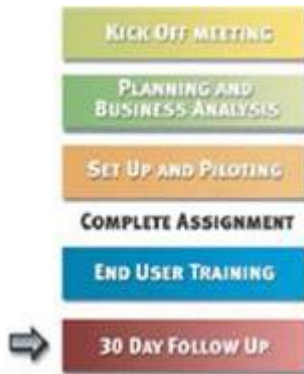 KICK OFF MEETING
PLANNING AND
BUSINESS ANALYSIS
SET UP AND PILOTING
COMPLETE ASSIGNMENT
END USER TRAINING
30 DAY FOLLOW UP